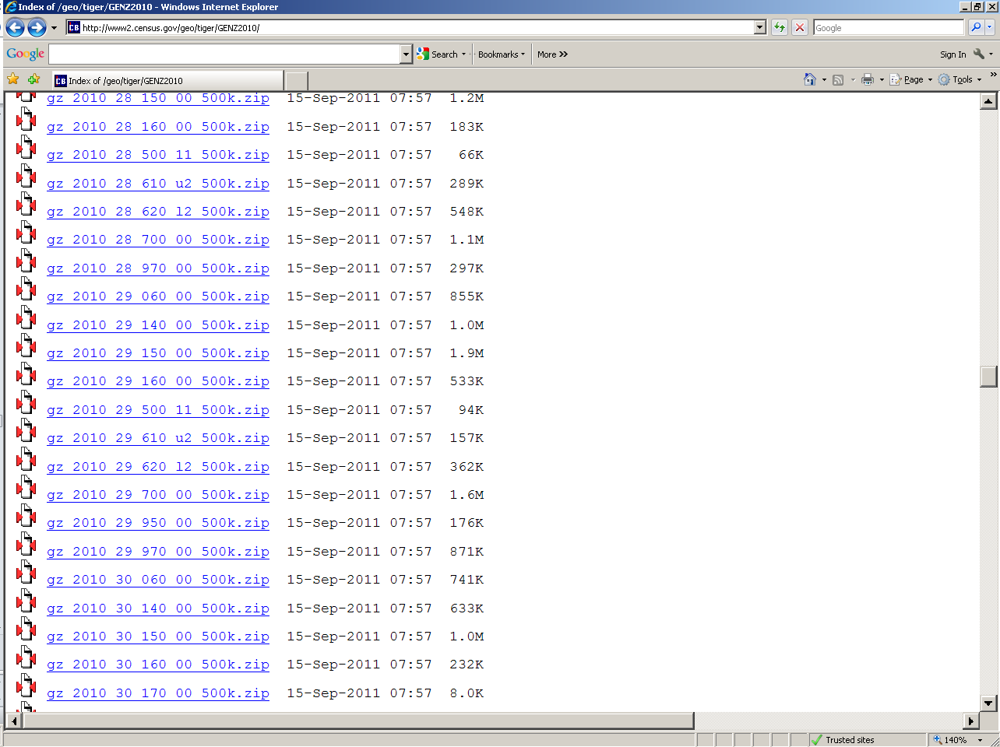 Index of /geo/tiger/GENZ2010 - Windows Internet Explorer
CB http://www2.census.gov/geo/tiger/GENZ2010/ Google
Google Search Bookmarks More Sign In
CB Index of /geo/tiger/GENZ2010 Page Tools
gz_2010_28_150_00_500k.zip 15-Sep-2011 07:57 1.2M
gz_2010_28_160_00_500k.zip 15-Sep-2011 07:57 183K
gz_2010_28_500_11_500k.zip 15-Sep-2011 07:57 66K
gz_2010_28_610_u2_500k.zip 15-Sep-2011 07:57 289K
gz_2010_28_620_l2_500k.zip 15-Sep-2011 07:57 548K
gz_2010_28_700_00_500k.zip 15-Sep-2011 07:57 1.1M
gz_2010_28_970_00_500k.zip 15-Sep-2011 07:57 297K
gz_2010_29_060_00_500k.zip 15-Sep-2011 07:57 855K
gz_2010_29_140_00_500k.zip 15-Sep-2011 07:57 1.0M
gz_2010_29_150_00_500k.zip 15-Sep-2011 07:57 1.9M
gz_2010_29_160_00_500k.zip 15-Sep-2011 07:57 533K
gz_2010_29_500_11_500k.zip 15-Sep-2011 07:57 94K
gz_2010_29_610_u2_500k.zip 15-Sep-2011 07:57 157K
gz_2010_29_620_l2_500k.zip 15-Sep-2011 07:57 362K
gz_2010_29_700_00_500k.zip 15-Sep-2011 07:57 1.6M
gz_2010_29_950_00_500k.zip 15-Sep-2011 07:57 176K
gz_2010_29_970_00_500k.zip 15-Sep-2011 07:57 871K
gz_2010_30_060_00_500k.zip 15-Sep-2011 07:57 741K
gz_2010_30_140_00_500k.zip 15-Sep-2011 07:57 633K
gz_2010_30_150_00_500k.zip 15-Sep-2011 07:57 1.0M
gz_2010_30_160_00_500k.zip 15-Sep-2011 07:57 232K
gz_2010_30_170_00_500k.zip 15-Sep-2011 07:57 8.0K
Trusted sites 140%